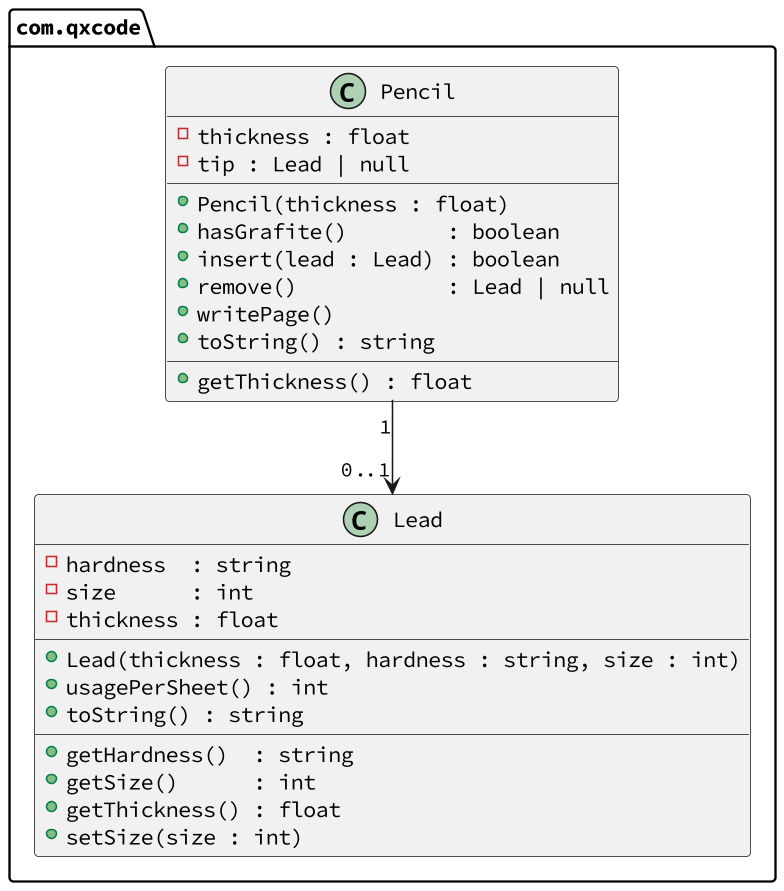 com.qxcode
C Pencil
thickness : float
tip : Lead | null
Pencil(thickness : float)
hasGrafite()        : boolean
insert(lead : Lead) : boolean
remove()            : Lead | null
writePage()
toString() : string
getThickness() : float
1
0..1
C Lead
hardness  : string
size      : int
thickness : float
Lead(thickness : float, hardness : string, size : int)
usagePerSheet() : int
toString() : string
getHardness()  : string
getSize()      : int
getThickness() : float
setSize(size : int)